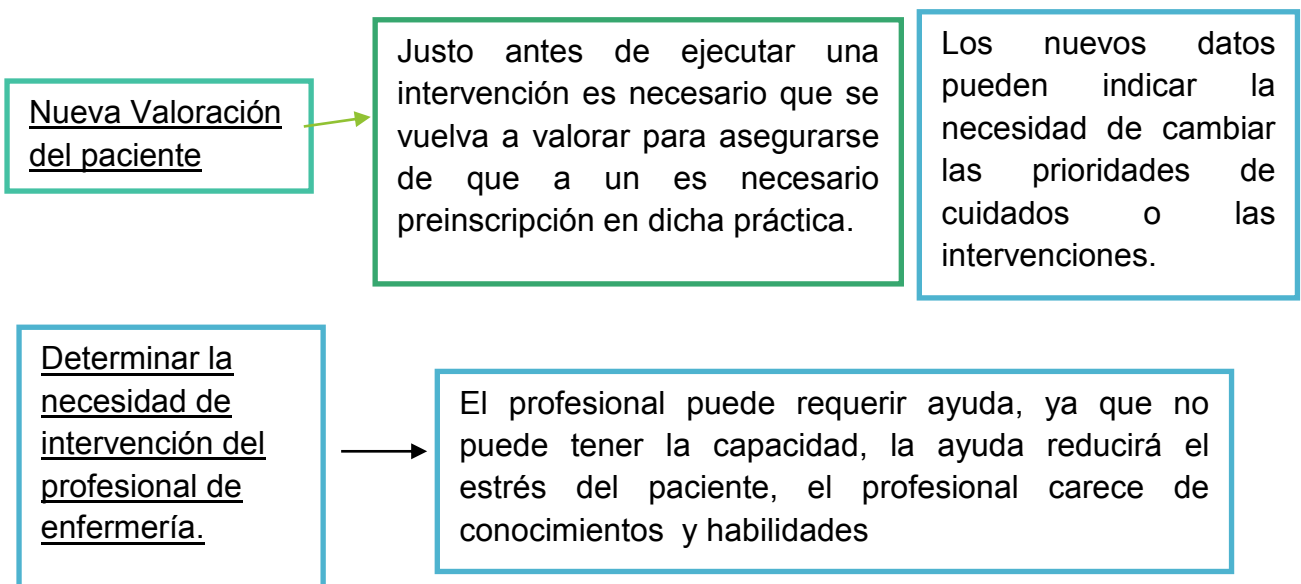 Nueva Valoración
del paciente
Justo antes de ejecutar una
intervención es necesario que se
vuelva a valorar para asegurarse
de que a un es necesario
preinscripción en dicha práctica.
Los nuevos datos
pueden indicar la
necesidad de cambiar
las prioridades de
cuidados o las
intervenciones.
Determinar la
necesidad de
intervención del
profesional de
enfermería.
El profesional puede requerir ayuda, ya que no
puede tener la capacidad, la ayuda reducirá el
estrés del paciente, el profesional carece de
conocimientos y habilidades